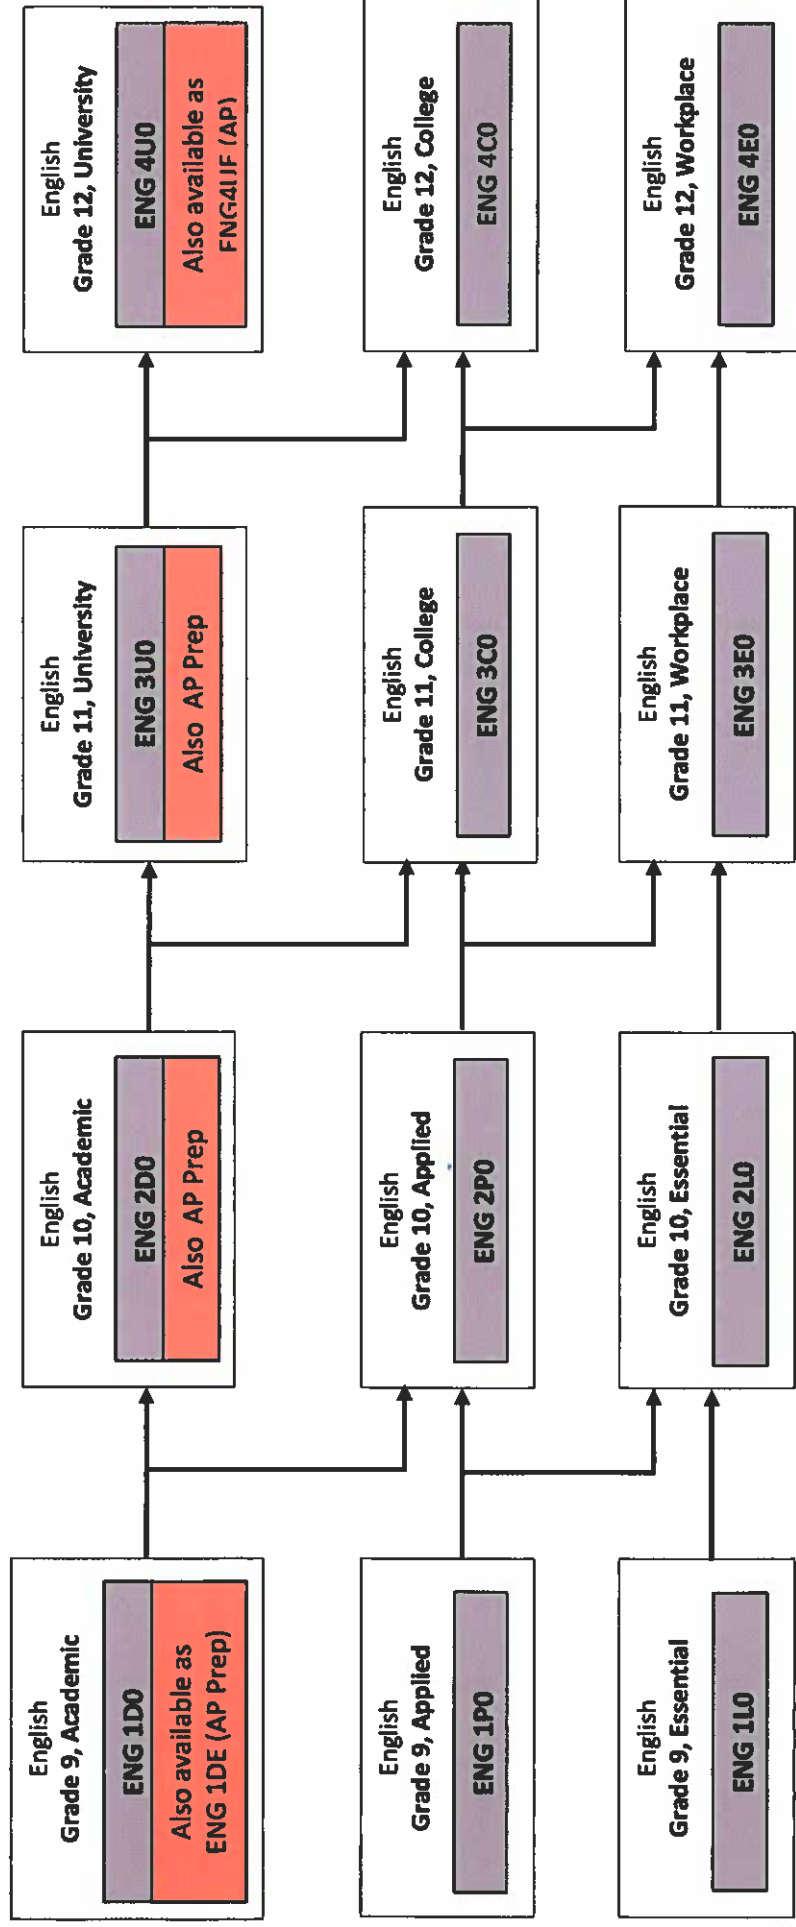 English
Grade 9, Academic
ENG 1D0
Also available as
ENG 1DE (AP Prep)
English
Grade 10, Academic
ENG 2D0
Also AP Prep
English
Grade 11, University
ENG 3U0
Also AP Prep
English
Grade 12, University
ENG 4U0
Also available as
ENG4UF (AP)
English
Grade 9, Applied
ENG 1P0
English
Grade 10, Applied
ENG 2P0
English
Grade 11, College
ENG 3C0
English
Grade 12, College
ENG 4C0
English
Grade 9, Essential
ENG 1L0
English
Grade 10, Essential
ENG 2L0
English
Grade 11, Workplace
ENG 3E0
English
Grade 12, Workplace
ENG 4E0